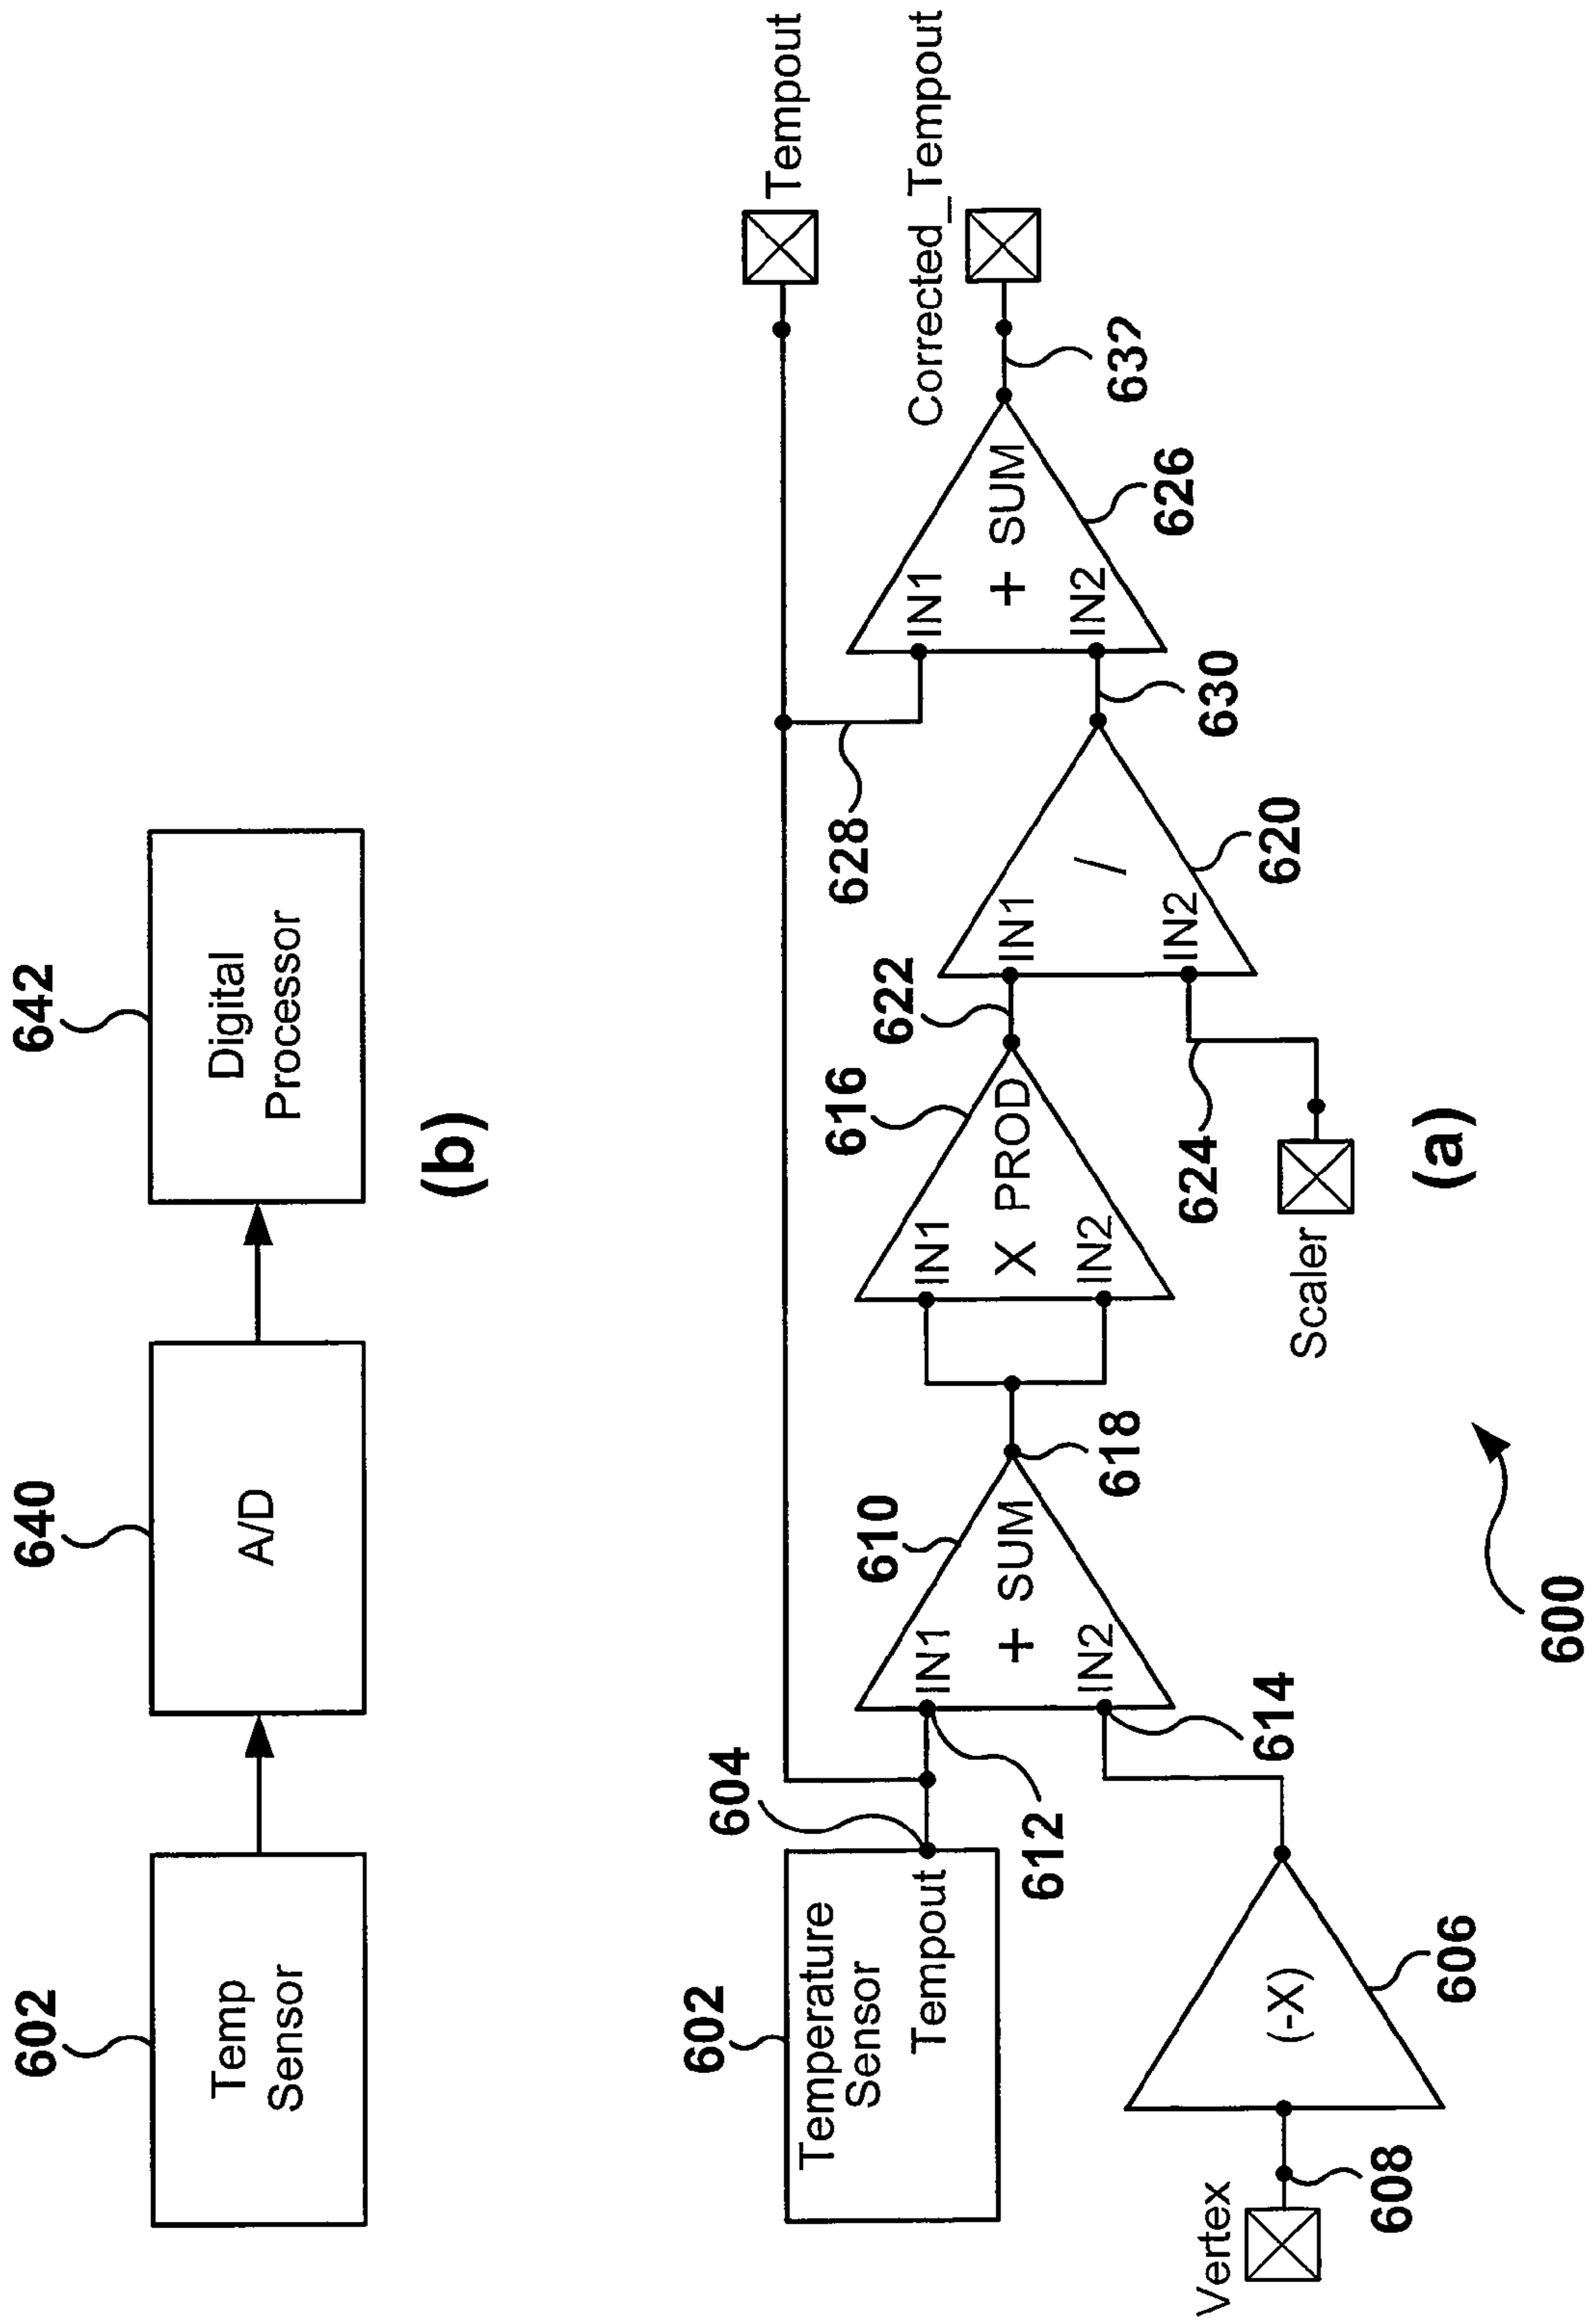 602
Temp
Sensor
640
A/D
642
Digital
Processor
(b)
602
Temperature
Sensor
Tempout
604
612
Vertex
608
(-X)
606
614
610
IN1
+ SUM
IN2
618
616
IN1
X PROD
IN2
622
624
Scaler
IN1
/
IN2
620
628
630
IN1
+ SUM
IN2
626
632
Tempout
Corrected_Tempout
600
(a)